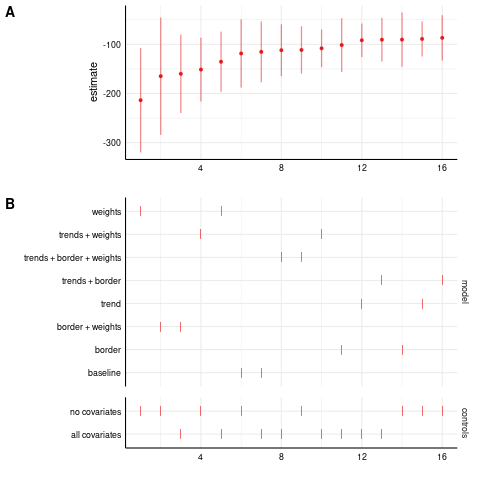 A
estimate
-100
-200
-300
4
8
12
16
B
weights
trends + weights
trends + border + weights
trends + border
trend
border + weights
border
baseline
model
no covariates
all covariates
controls
4
8
12
16